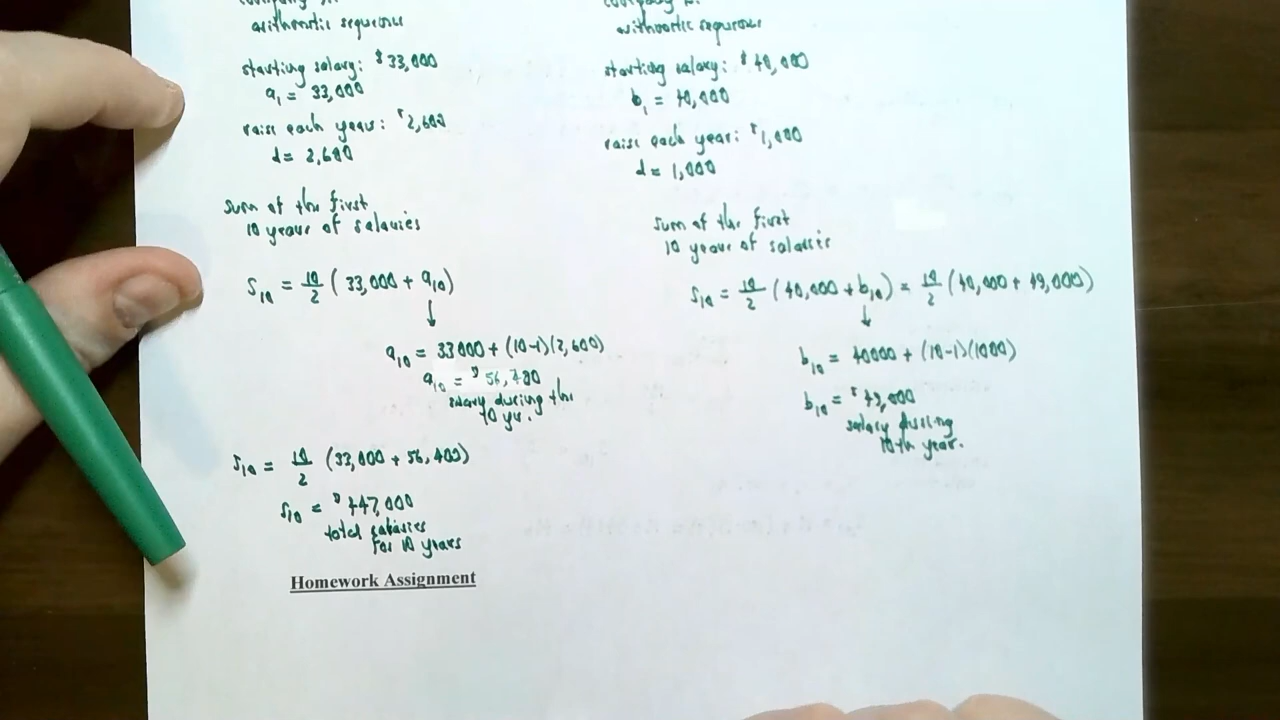 arithmetic sequence
starting salary: $33,000
a₁ = 33,000
raise each year: $2,600
d = 2,600
sum of the first
10 years of salaries
S₁₀ = 10/2 (33,000 + a₁₀)
a₁₀ = 33000 + (10-1)(2,600)
a₁₀ = $56,400
salary during the
10 yr.
S₁₀ = 10/2 (33,000 + 56,400)
S₁₀ = $447,000
total salaries
for 10 years
arithmetic sequence
starting salary: $40,000
b₁ = 40,000
raise each year: $1,000
d = 1,000
sum of the first
10 years of salaries
S₁₀ = 10/2 (40,000 + b₁₀) = 10/2 (40,000 + 49,000)
b₁₀ = 40000 + (10-1)(1000)
b₁₀ = $49,000
salary during
10th year.
Homework Assignment